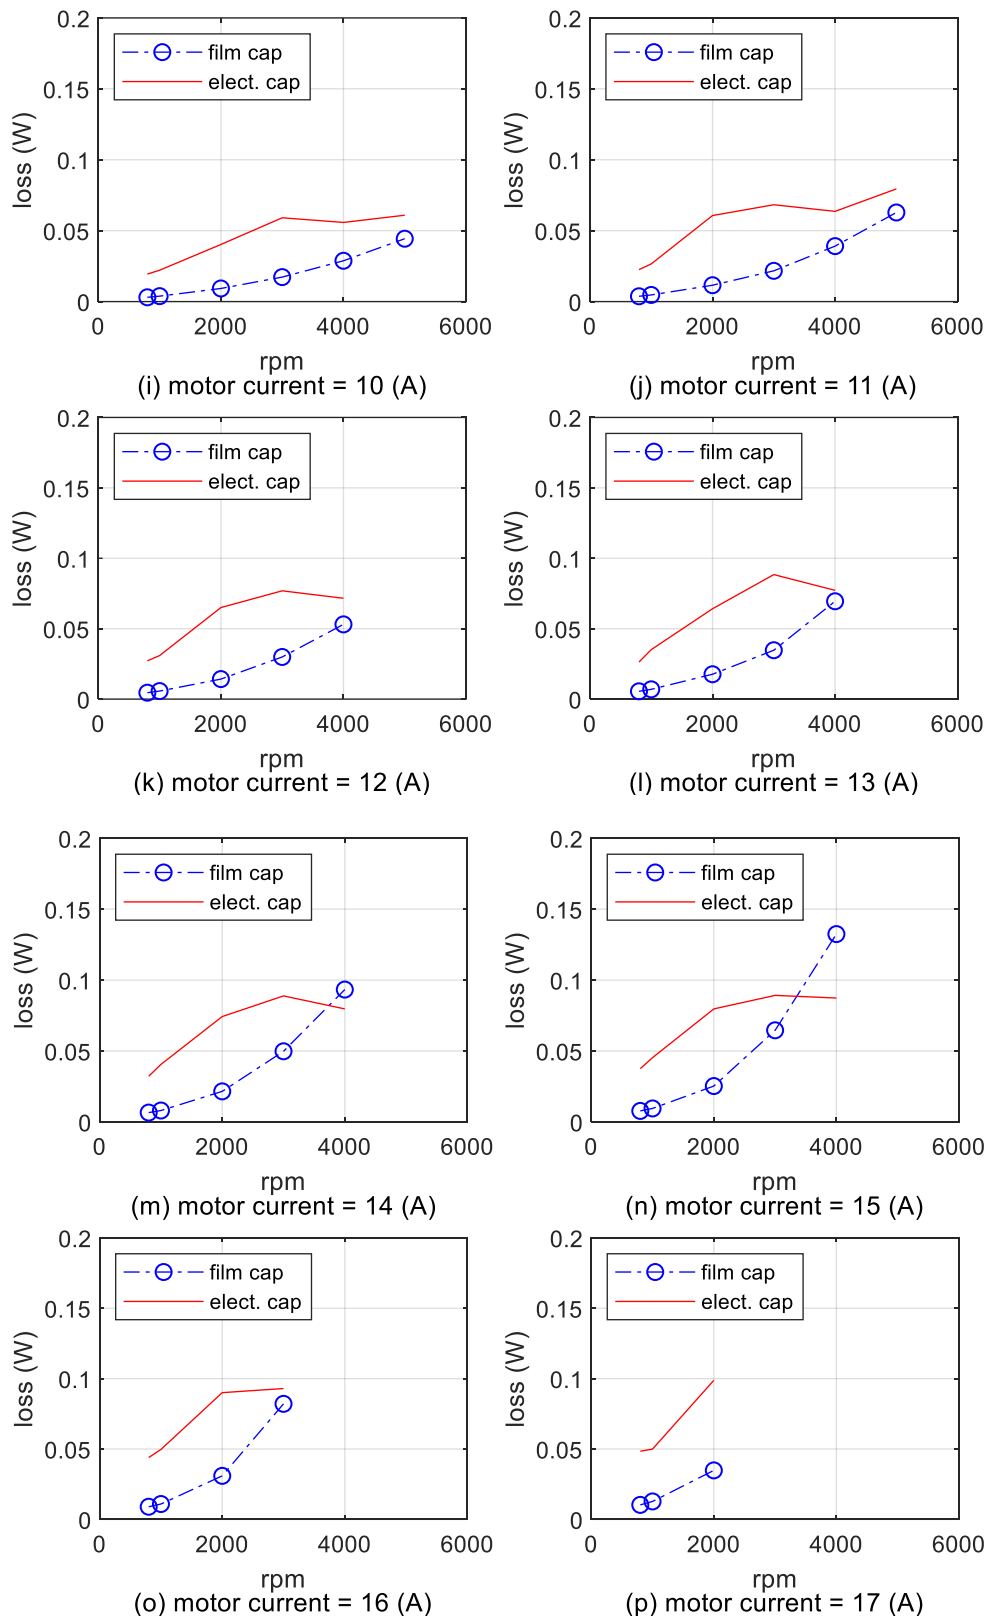 0.2
0.15
0.1
0.05
0
loss (W)
film cap
elect. cap
0 2000 4000 6000
rpm
(i) motor current = 10 (A)
0.2
0.15
0.1
0.05
0
loss (W)
film cap
elect. cap
0 2000 4000 6000
rpm
(j) motor current = 11 (A)
0.2
0.15
0.1
0.05
0
loss (W)
film cap
elect. cap
0 2000 4000 6000
rpm
(k) motor current = 12 (A)
0.2
0.15
0.1
0.05
0
loss (W)
film cap
elect. cap
0 2000 4000 6000
rpm
(l) motor current = 13 (A)
0.2
0.15
0.1
0.05
0
loss (W)
film cap
elect. cap
0 2000 4000 6000
rpm
(m) motor current = 14 (A)
0.2
0.15
0.1
0.05
0
loss (W)
film cap
elect. cap
0 2000 4000 6000
rpm
(n) motor current = 15 (A)
0.2
0.15
0.1
0.05
0
loss (W)
film cap
elect. cap
0 2000 4000 6000
rpm
(o) motor current = 16 (A)
0.2
0.15
0.1
0.05
0
loss (W)
film cap
elect. cap
0 2000 4000 6000
rpm
(p) motor current = 17 (A)